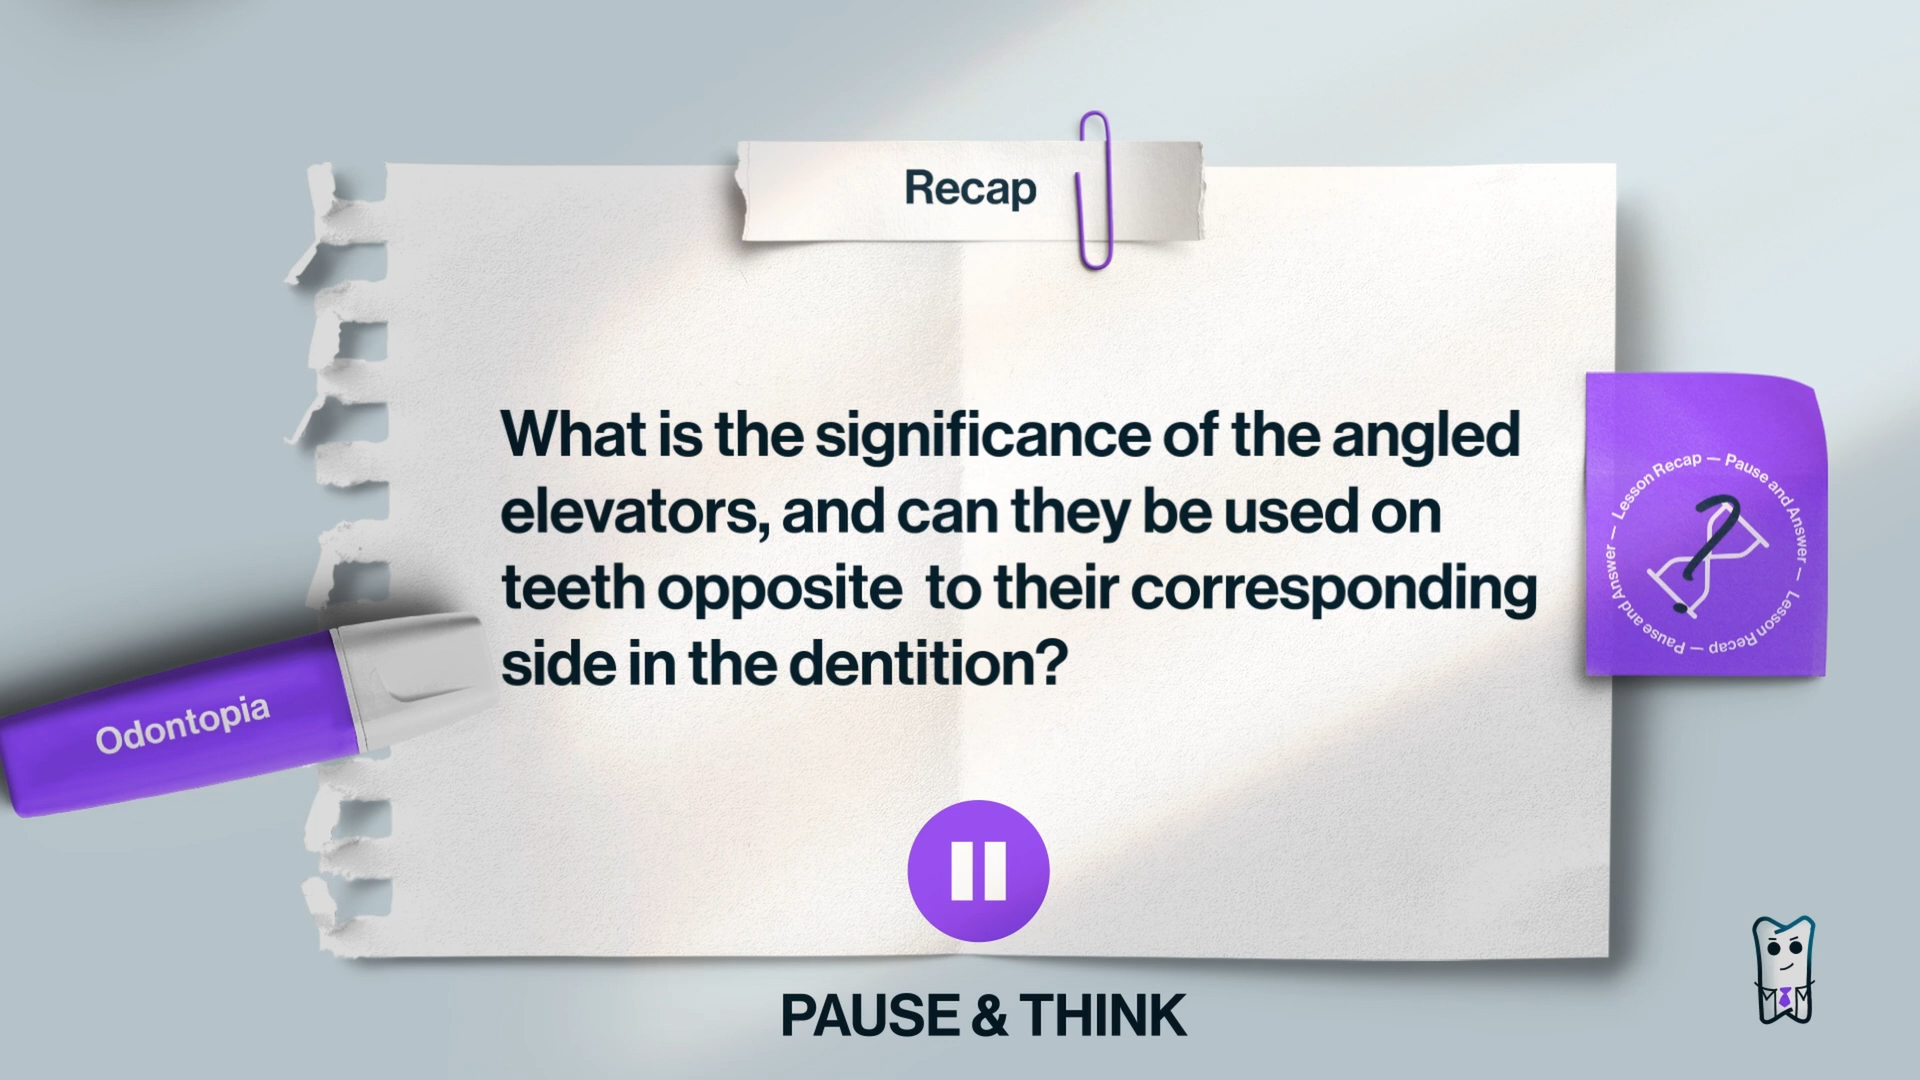 Recap
What is the significance of the angled
elevators, and can they be used on
teeth opposite  to their corresponding
side in the dentition?
Odontopia
Lesson Recap — Pause and Answer — Lesson Recap — Pause and Answer —
PAUSE & THINK